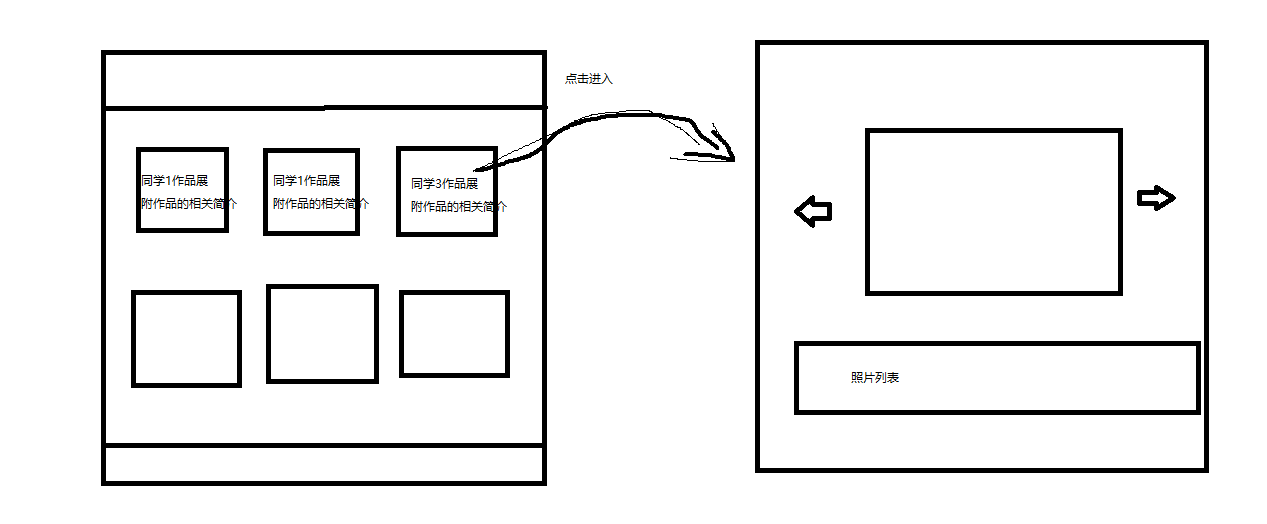 点击进入
同学1作品展
附作品的相关简介
同学1作品展
附作品的相关简介
同学3作品展
附作品的相关简介
照片列表